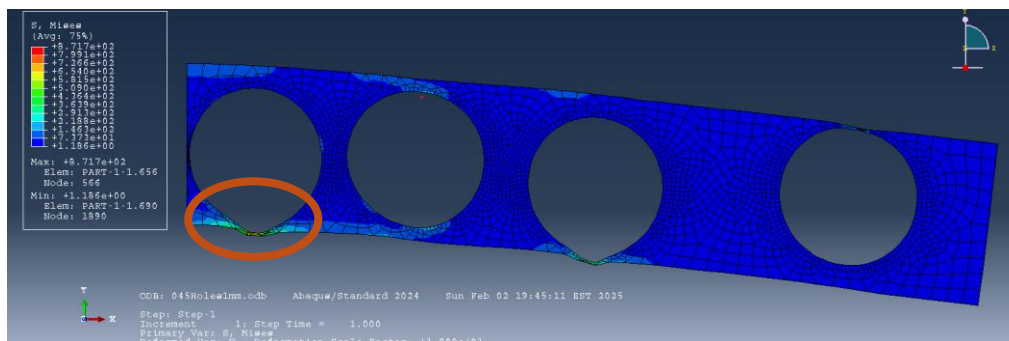 S, Mises
(Avg: 75%)
+8.717e+02
+7.991e+02
+7.266e+02
+6.540e+02
+5.815e+02
+5.090e+02
+4.364e+02
+3.639e+02
+2.913e+02
+2.188e+02
+1.463e+02
+7.373e+01
+1.186e+00
Max: +8.717e+02
Elem: PART-1-1.656
Node: 566
Min: +1.186e+00
Elem: PART-1-1.690
Node: 1890
Y
X
Y
X
ODB: 045Holes1mm.odb Abaqus/Standard 2024 Sun Feb 02 19:45:11 EST 2025
Step: Step-1
Increment 1: Step Time = 1.000
Primary Var: S, Mises